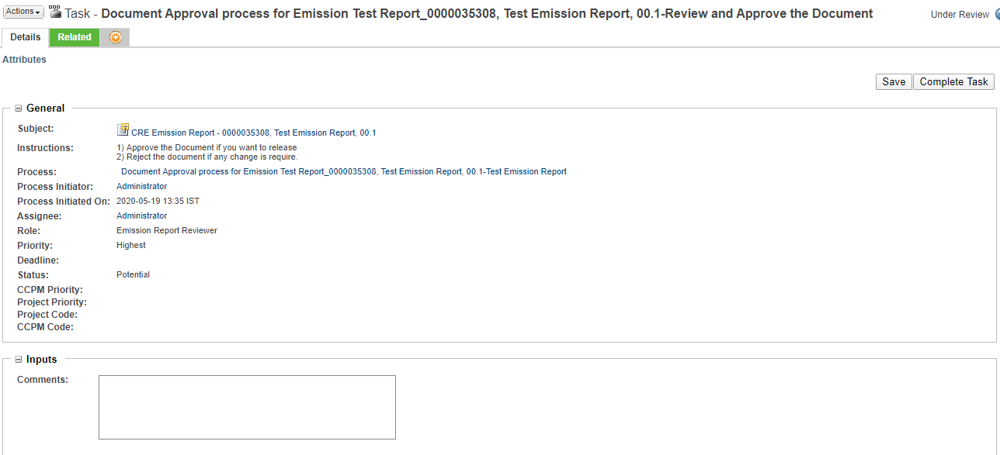 Actions Task - Document Approval process for Emission Test Report_0000035308, Test Emission Report, 00.1-Review and Approve the Document Under Review
Details Related
Attributes
Save Complete Task
General
Subject: CRE Emission Report - 0000035308, Test Emission Report, 00.1
Instructions: 1) Approve the Document if you want to release
2) Reject the document if any change is require.
Process: Document Approval process for Emission Test Report_0000035308, Test Emission Report, 00.1-Test Emission Report
Process Initiator: Administrator
Process Initiated On: 2020-05-19 13:35 IST
Assignee: Administrator
Role: Emission Report Reviewer
Priority: Highest
Deadline:
Status: Potential
CCPM Priority:
Project Priority:
Project Code:
CCPM Code:
Inputs
Comments: